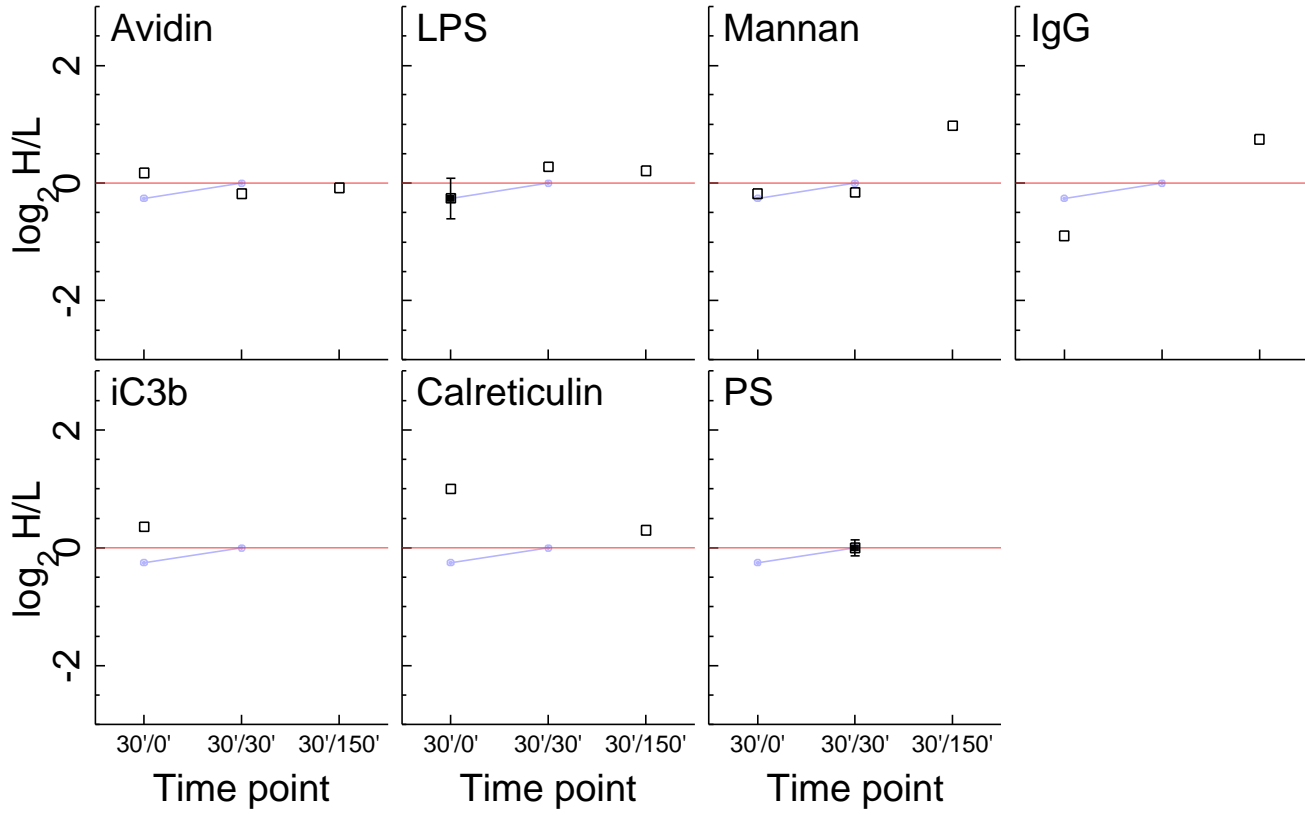 Avidin
LPS
Mannan
IgG
log2 H/L
2
0
-2
iC3b
Calreticulin
PS
log2 H/L
2
0
-2
30'/0' 30'/30' 30'/150'
30'/0' 30'/30' 30'/150'
30'/0' 30'/30' 30'/150'
Time point
Time point
Time point